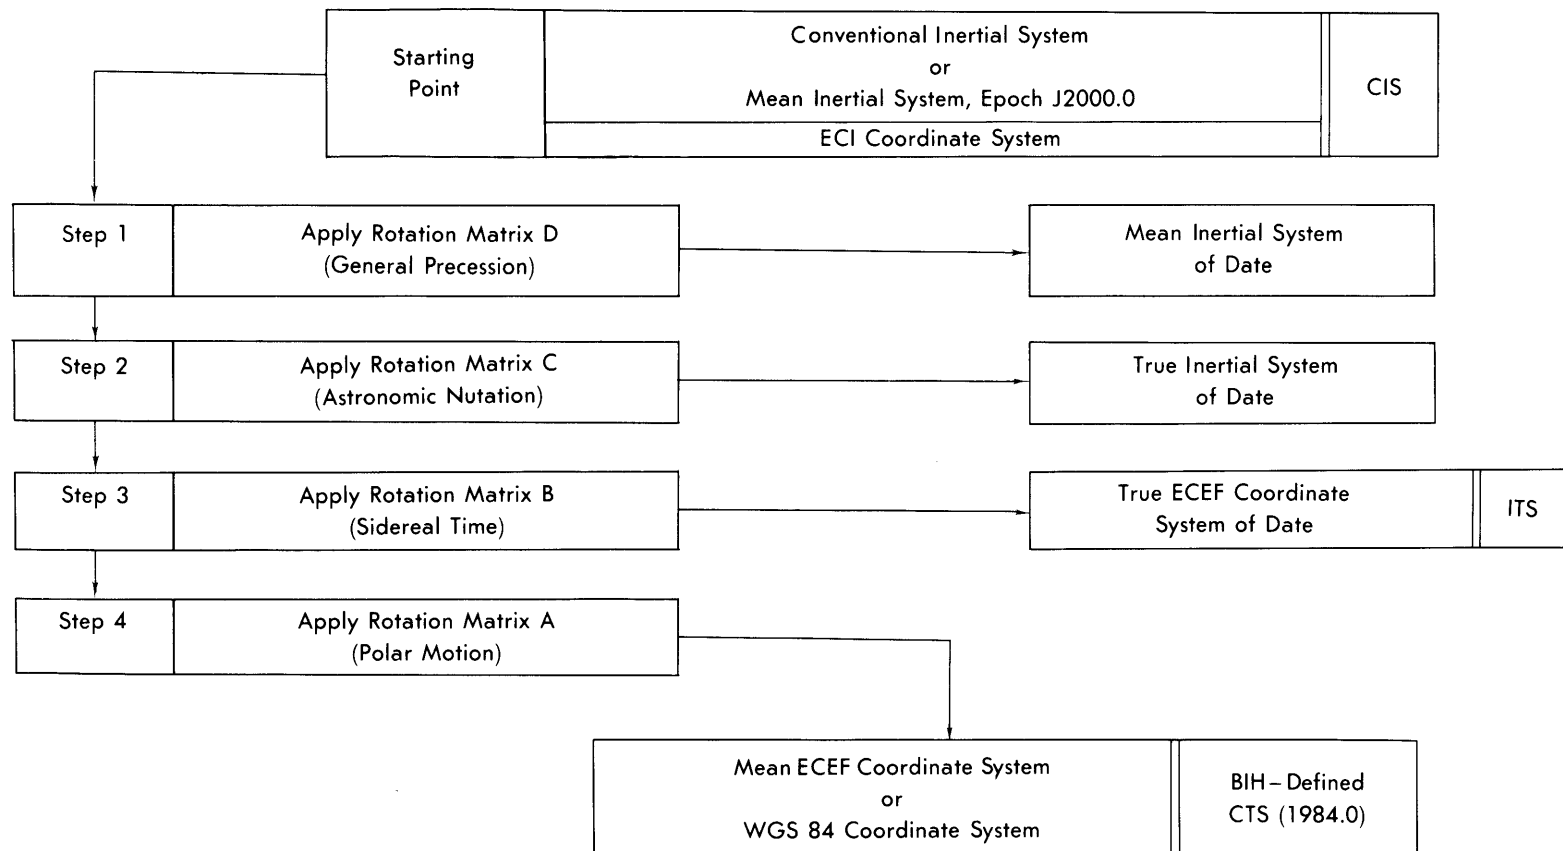 Starting
Point
Conventional Inertial System
or
Mean Inertial System, Epoch J2000.0
ECI Coordinate System
CIS
Step 1
Apply Rotation Matrix D
(General Precession)
Mean Inertial System
of Date
Step 2
Apply Rotation Matrix C
(Astronomic Nutation)
True Inertial System
of Date
Step 3
Apply Rotation Matrix B
(Sidereal Time)
True ECEF Coordinate
System of Date
ITS
Step 4
Apply Rotation Matrix A
(Polar Motion)
Mean ECEF Coordinate System
or
WGS 84 Coordinate System
BIH-Defined
CTS (1984.0)